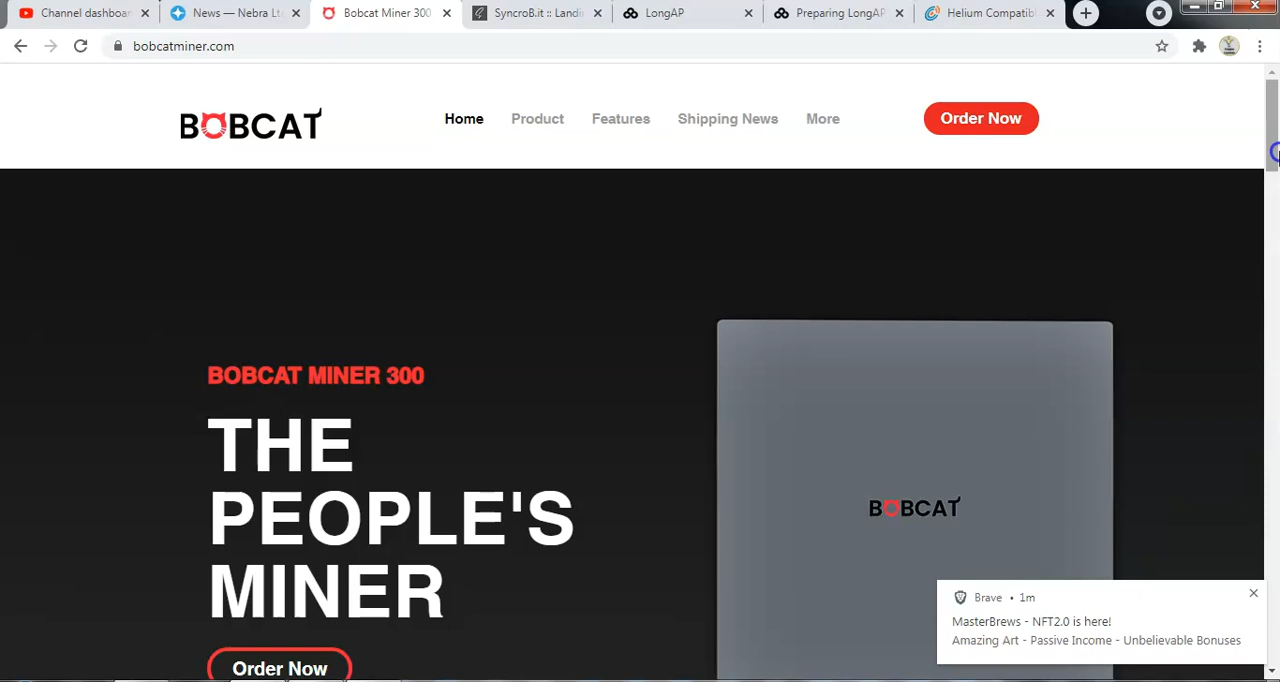 Channel dashboar
News — Nebra Lt
Bobcat Miner 300
SyncroB.it :: Landi
LongAP
Preparing LongAP
Helium Compatib
bobcatminer.com
BOBCAT
Home
Product
Features
Shipping News
More
Order Now
BOBCAT MINER 300
THE
PEOPLE'S
MINER
Order Now
BOBCAT
Brave • 1m
MasterBrews - NFT2.0 is here!
Amazing Art - Passive Income - Unbelievable Bonuses